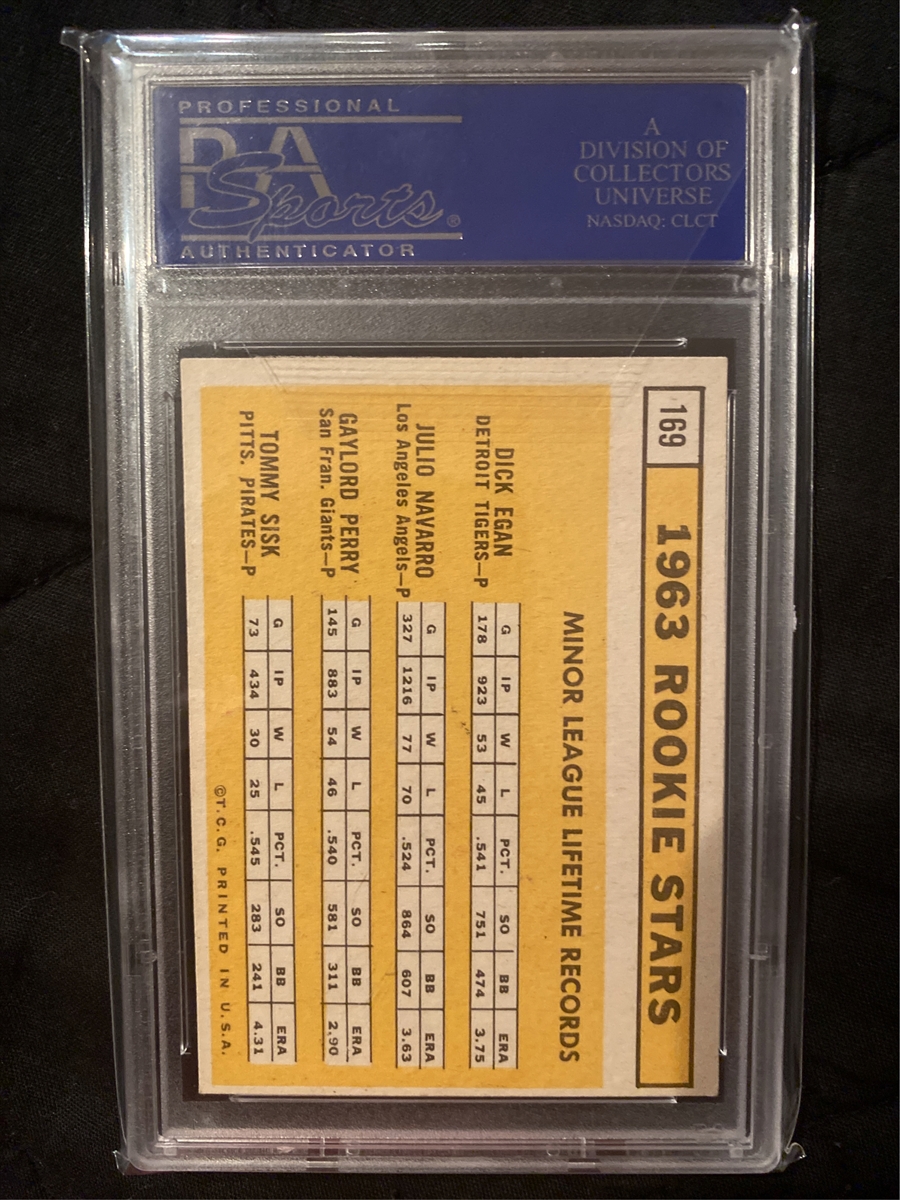 PROFESSIONAL
PSA
Sports®
AUTHENTICATOR
A
DIVISION OF
COLLECTORS
UNIVERSE
NASDAQ: CLCT
169 1963 ROOKIE STARS
MINOR LEAGUE LIFETIME RECORDS
DICK EGAN
DETROIT TIGERS—P
G IP W L PCT. SO BB ERA
178 923 53 45 .541 751 474 3.75
JULIO NAVARRO
Los Angeles Angels—P
G IP W L PCT. SO BB ERA
327 1216 77 70 .524 864 607 3.63
GAYLORD PERRY
San Fran. Giants—P
G IP W L PCT. SO BB ERA
145 883 54 46 .540 581 311 2.90
TOMMY SISK
PITTS. PIRATES—P
G IP W L PCT. SO BB ERA
73 434 30 25 .545 283 241 4.31
©T.C.G. PRINTED IN U.S.A.